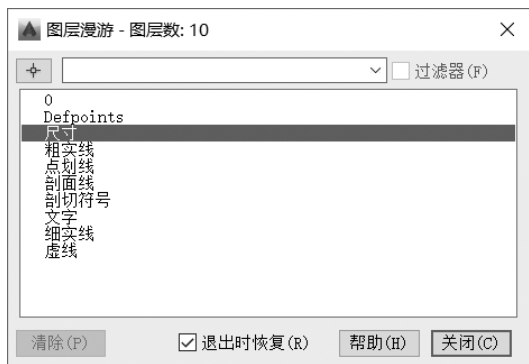 图层漫游 - 图层数: 10
过滤器(F)
0
Defpoints
尺寸
粗实线
点划线
剖面线
剖切符号
文字
细实线
虚线
清除(P)
退出时恢复(R)
帮助(H)
关闭(C)